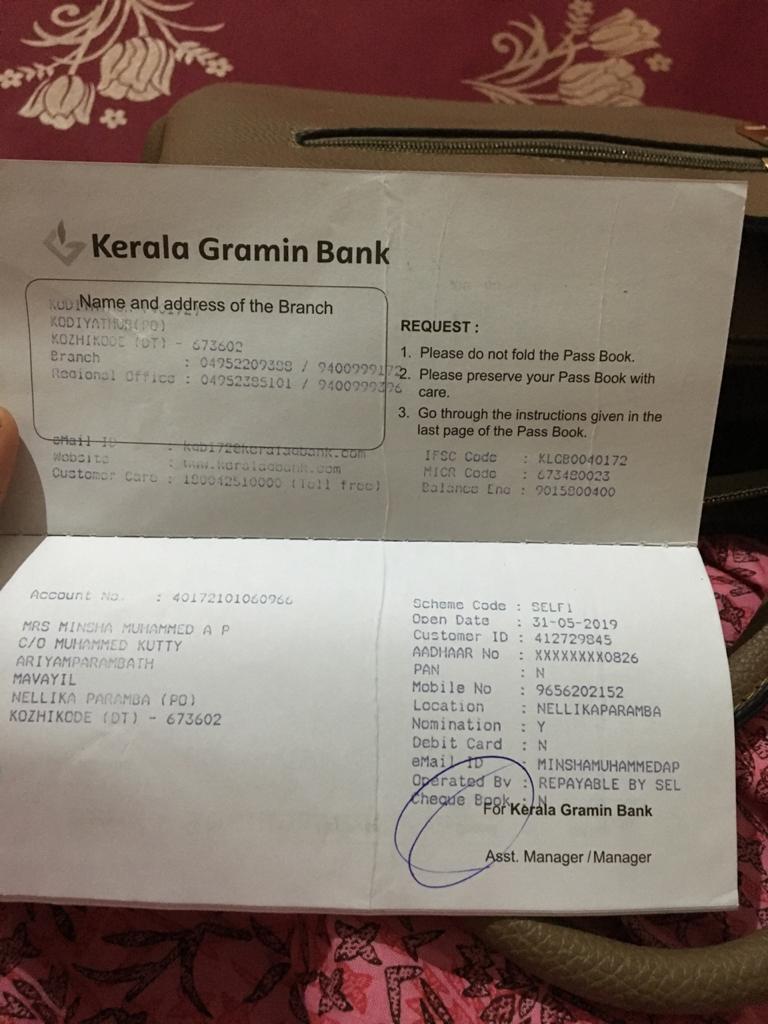 Kerala Gramin Bank
Name and address of the Branch
KODIYATHUR(PO)
KOZHIKODE (DT) - 673602
Branch : 04952209388 / 9400999172
Regional Office : 04952385101 / 9400999396
eMail ID : kgb172@keralagbank.com
Website : www.keralagbank.com
Customer Care : 180042510000 (Toll free)
REQUEST :
1. Please do not fold the Pass Book.
2. Please preserve your Pass Book with
care.
3. Go through the instructions given in the
last page of the Pass Book.
IFSC Code : KLGB0040172
MICR Code : 673480023
Balance Enq : 9015800400
Account No. : 40172101060966
MRS MINSHA MUHAMMED A P
C/O MUHAMMED KUTTY
ARIYAMPARAMBATH
MAVAYIL
NELLIKA PARAMBA (PO)
KOZHIKODE (DT) - 673602
Scheme Code : SELF1
Open Date : 31-05-2019
Customer ID : 412729845
AADHAAR No : XXXXXXXX0826
PAN : N
Mobile No : 9656202152
Location : NELLIKAPARAMBA
Nomination : Y
Debit Card : N
eMail ID : MINSHAMUHAMMEDAP
Operated By : REPAYABLE BY SEL
Cheque Book : N
For Kerala Gramin Bank
Asst. Manager / Manager